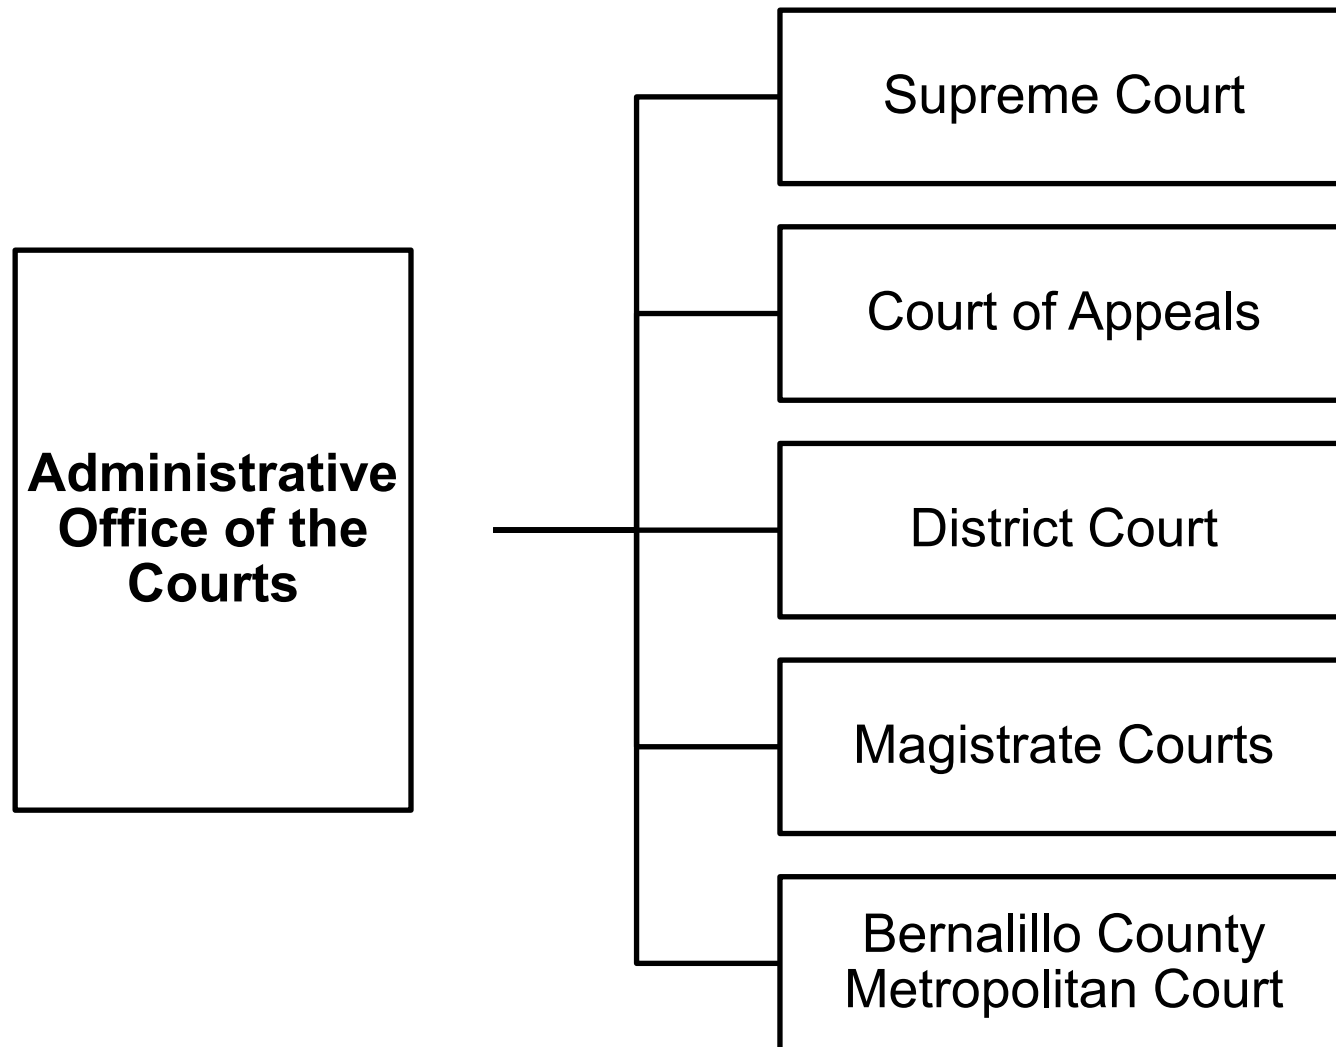 Supreme Court
Court of Appeals
Administrative
Office of the
Courts
District Court
Magistrate Courts
Bernalillo County
Metropolitan Court